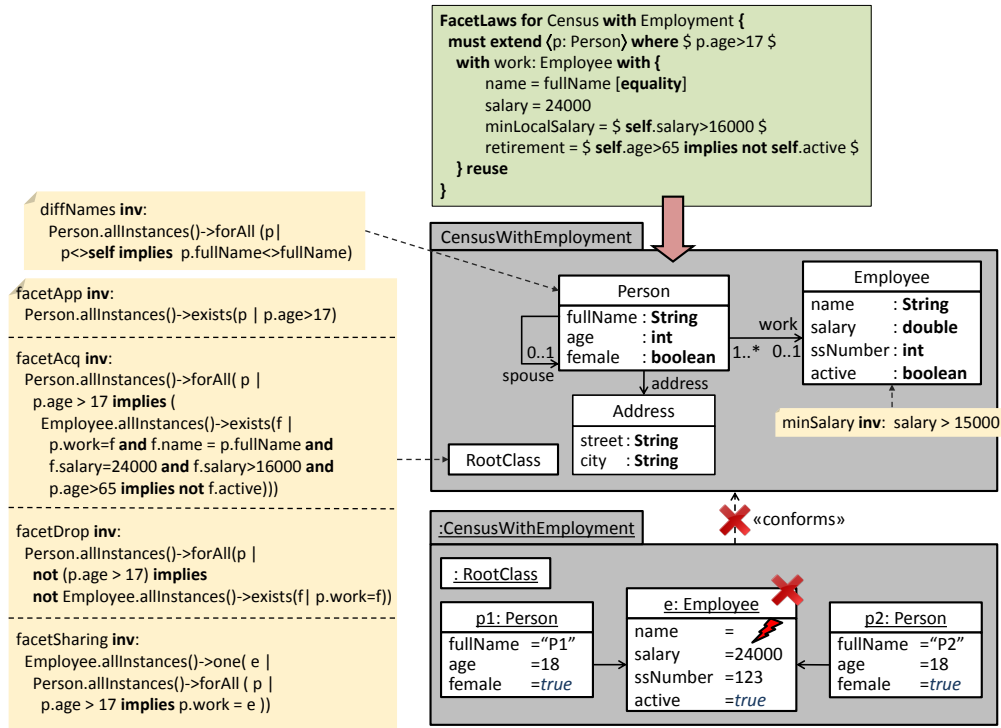 FacetLaws for Census with Employment {
must extend ⟨p: Person⟩ where $ p.age>17 $
with work: Employee with {
name = fullName [equality]
salary = 24000
minLocalSalary = $ self.salary>16000 $
retirement = $ self.age>65 implies not self.active $
} reuse
}
diffNames inv:
Person.allInstances()->forAll (p|
p<>self implies p.fullName<>fullName)
facetApp inv:
Person.allInstances()->exists(p | p.age>17)
facetAcq inv:
Person.allInstances()->forAll( p |
p.age > 17 implies (
Employee.allInstances()->exists(f |
p.work=f and f.name = p.fullName and
f.salary=24000 and f.salary>16000 and
p.age>65 implies not f.active)))
facetDrop inv:
Person.allInstances()->forAll(p |
not (p.age > 17) implies
not Employee.allInstances()->exists(f| p.work=f))
facetSharing inv:
Employee.allInstances()->one( e |
Person.allInstances()->forAll ( p |
p.age > 17 implies p.work = e ))
CensusWithEmployment
Person
fullName : String
age : int
female : boolean
0..1
spouse
work
1..* 0..1
address
Employee
name : String
salary : double
ssNumber : int
active : boolean
minSalary inv: salary > 15000
Address
street : String
city : String
RootClass
«conforms»
:CensusWithEmployment
: RootClass
p1: Person
fullName ="P1"
age =18
female =true
e: Employee
name =
salary =24000
ssNumber =123
active =true
p2: Person
fullName ="P2"
age =18
female =true